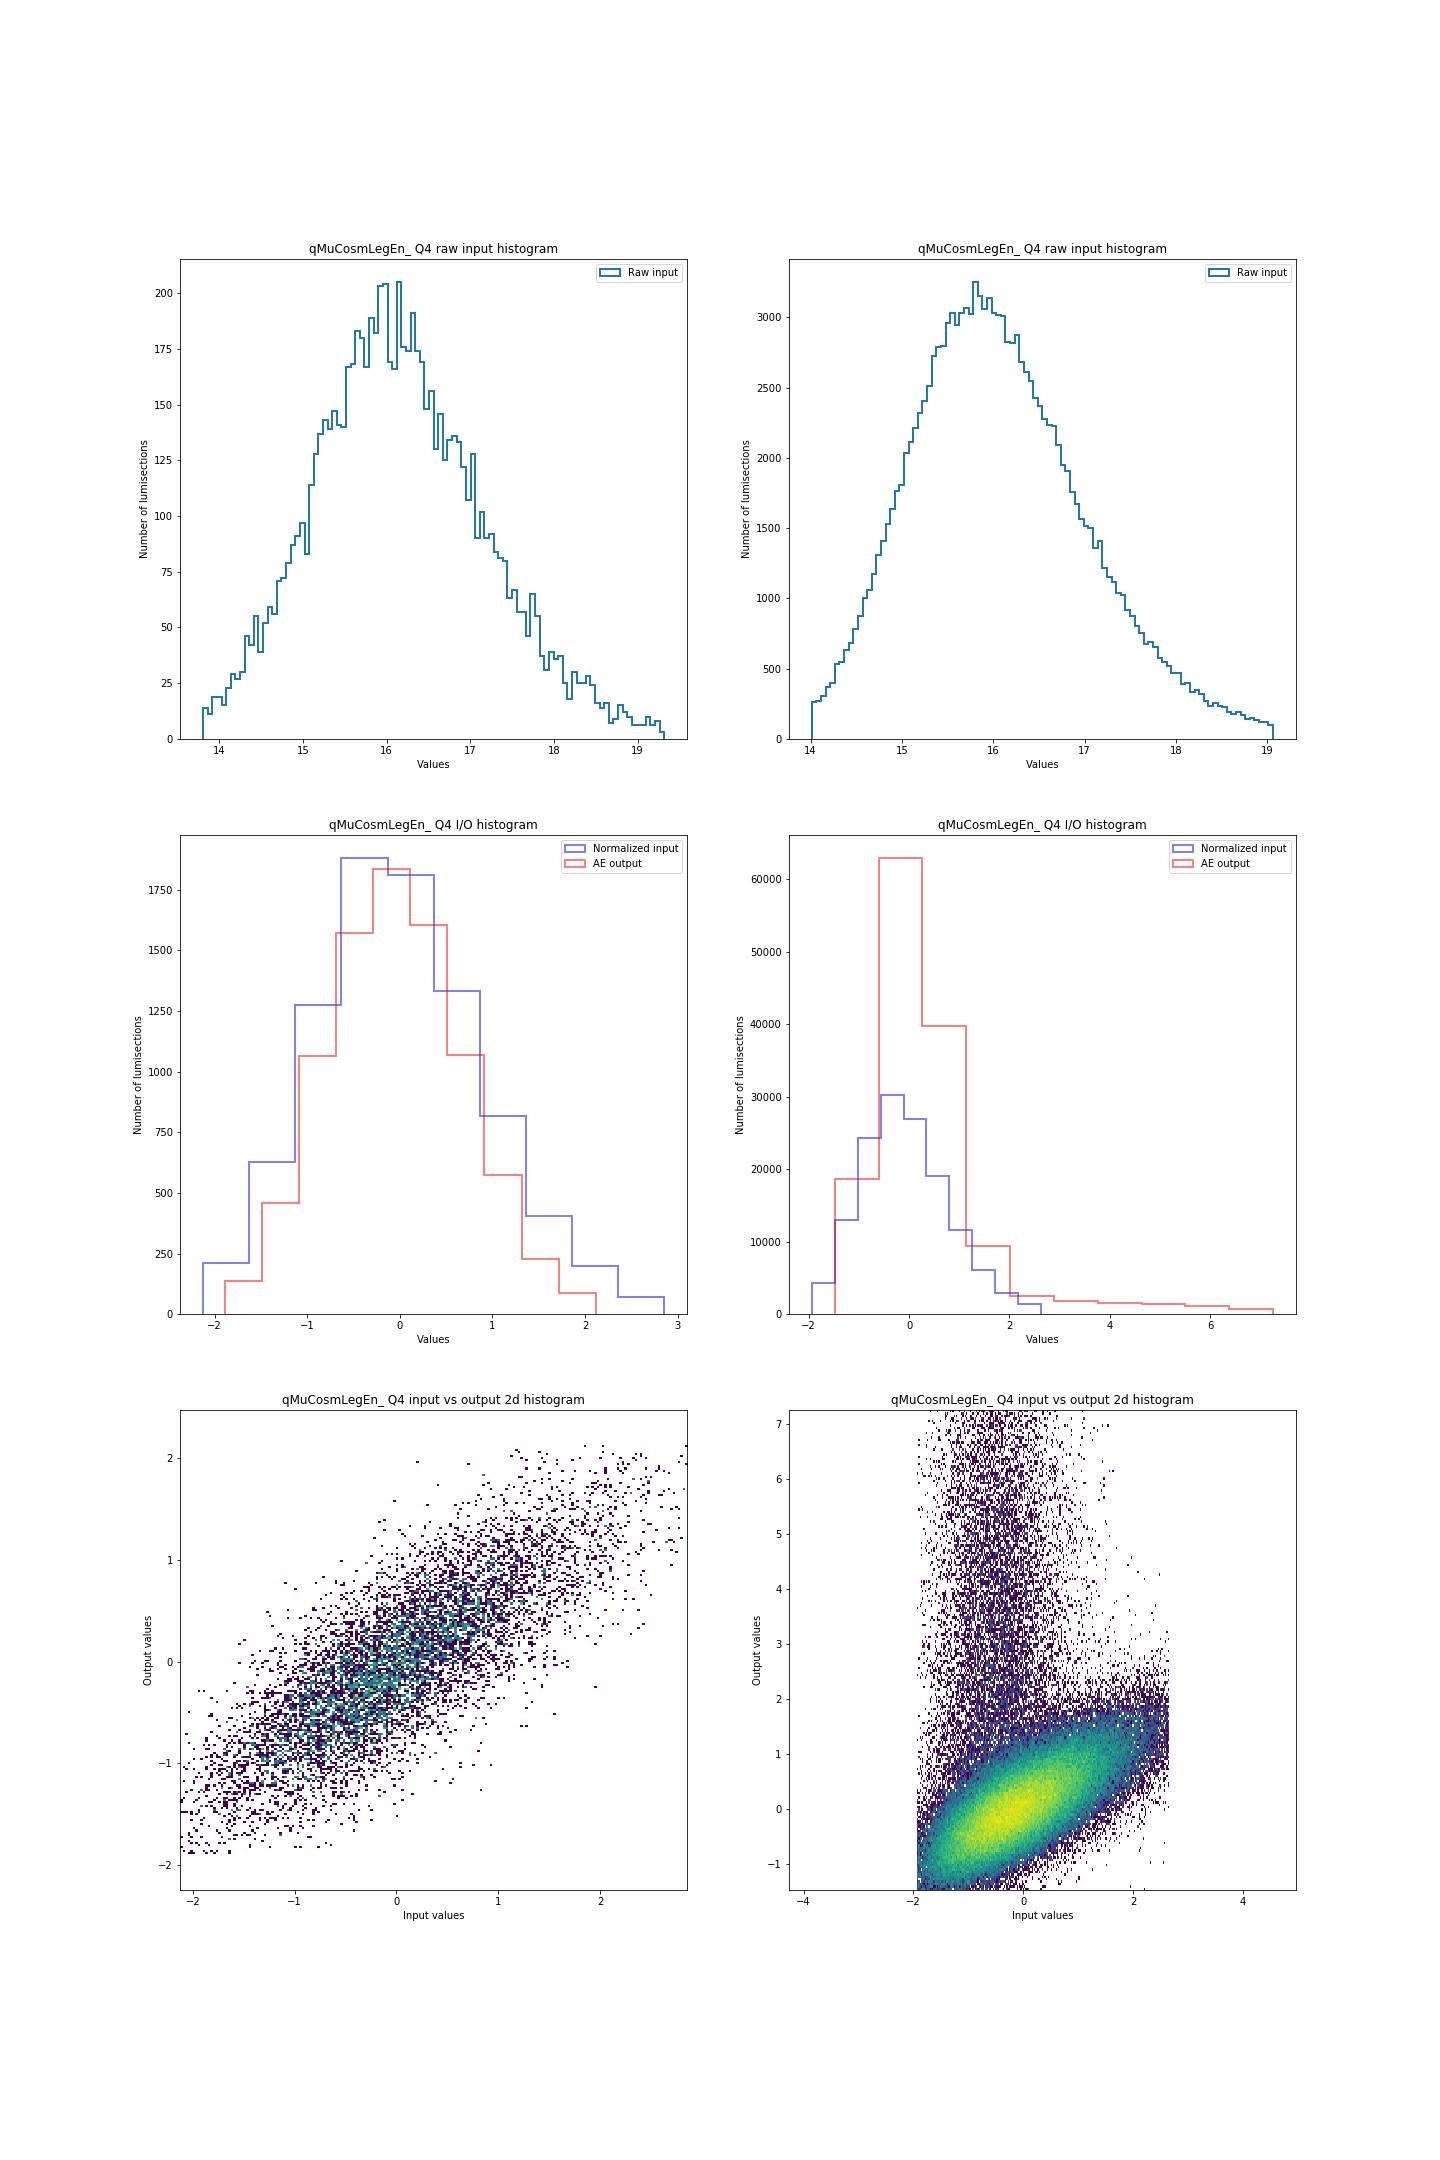 qMuCosmLegEn_ Q4 raw input histogram
Raw input
Number of lumisections
200
175
150
125
100
75
50
25
0
14 15 16 17 18 19
Values
qMuCosmLegEn_ Q4 raw input histogram
Raw input
Number of lumisections
3000
2500
2000
1500
1000
500
0
14 15 16 17 18 19
Values
qMuCosmLegEn_ Q4 I/O histogram
Normalized input
AE output
Number of lumisections
1750
1500
1250
1000
750
500
250
0
−2 −1 0 1 2 3
Values
qMuCosmLegEn_ Q4 I/O histogram
Normalized input
AE output
Number of lumisections
60000
50000
40000
30000
20000
10000
0
−2 0 2 4 6
Values
qMuCosmLegEn_ Q4 input vs output 2d histogram
Output values
2
1
0
−1
−2
−2 −1 0 1 2
Input values
qMuCosmLegEn_ Q4 input vs output 2d histogram
Output values
7
6
5
4
3
2
1
0
−1
−4 −2 0 2 4
Input values